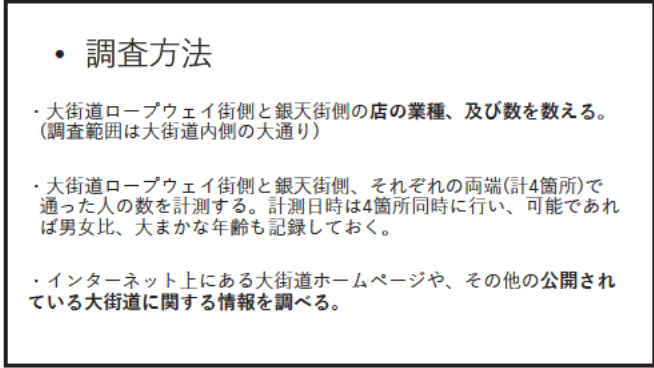 • 調査方法
・大街道ロープウェイ街側と銀天街側の店の業種、及び数を数える。
(調査範囲は大街道内側の大通り)
・大街道ロープウェイ街側と銀天街側、それぞれの両端(計4箇所)で
通った人の数を計測する。計測日時は4箇所同時に行い、可能であれ
ば男女比、大まかな年齢も記録しておく。
・インターネット上にある大街道ホームページや、その他の公開され
ている大街道に関する情報を調べる。